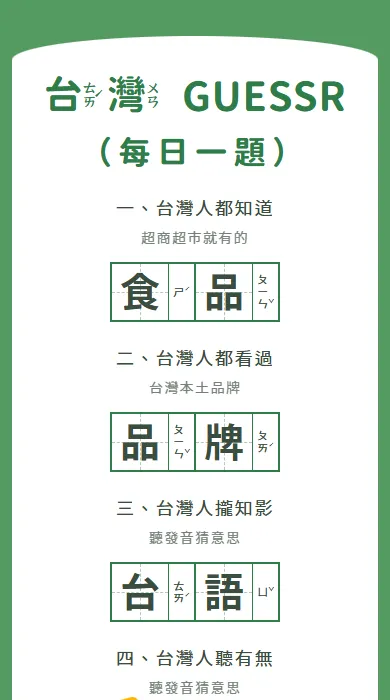 台ㄊㄞˊ灣ㄨㄢ GUESSR
（每日一題）
一、台灣人都知道
超商超市就有的
食ㄕˊ品ㄆㄧㄣˇ
二、台灣人都看過
台灣本土品牌
品ㄆㄧㄣˇ牌ㄆㄞˊ
三、台灣人攏知影
聽發音猜意思
台ㄊㄞˊ語ㄩˇ
四、台灣人聽有無
聽發音猜意思